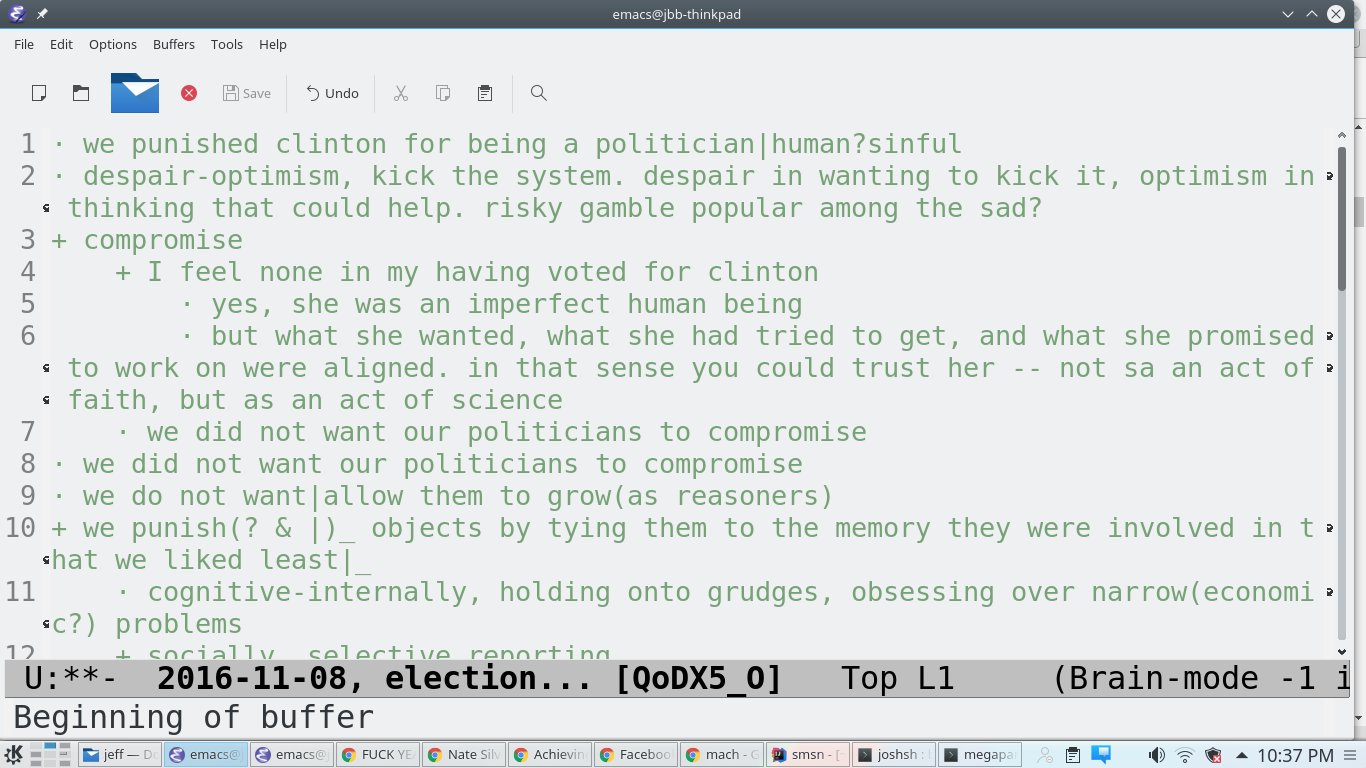 emacs@jbb-thinkpad
File Edit Options Buffers Tools Help
Save Undo
1 · we punished clinton for being a politician|human?sinful
2 · despair-optimism, kick the system. despair in wanting to kick it, optimism in
thinking that could help. risky gamble popular among the sad?
3 + compromise
4 + I feel none in my having voted for clinton
5 · yes, she was an imperfect human being
6 · but what she wanted, what she had tried to get, and what she promised
to work on were aligned. in that sense you could trust her -- not sa an act of
faith, but as an act of science
7 · we did not want our politicians to compromise
8 · we did not want our politicians to compromise
9 · we do not want|allow them to grow(as reasoners)
10 + we punish(? & |)_ objects by tying them to the memory they were involved in t
hat we liked least|_
11 · cognitive-internally, holding onto grudges, obsessing over narrow(economi
c?) problems
12 + socially, selective reporting
U:**- 2016-11-08, election... [QoDX5_O] Top L1 (Brain-mode -1 i
Beginning of buffer
jeff — Do emacs@ emacs@ FUCK YE Nate Silv Achievin Faceboo mach - G smsn - [ joshsh : megapa 10:37 PM